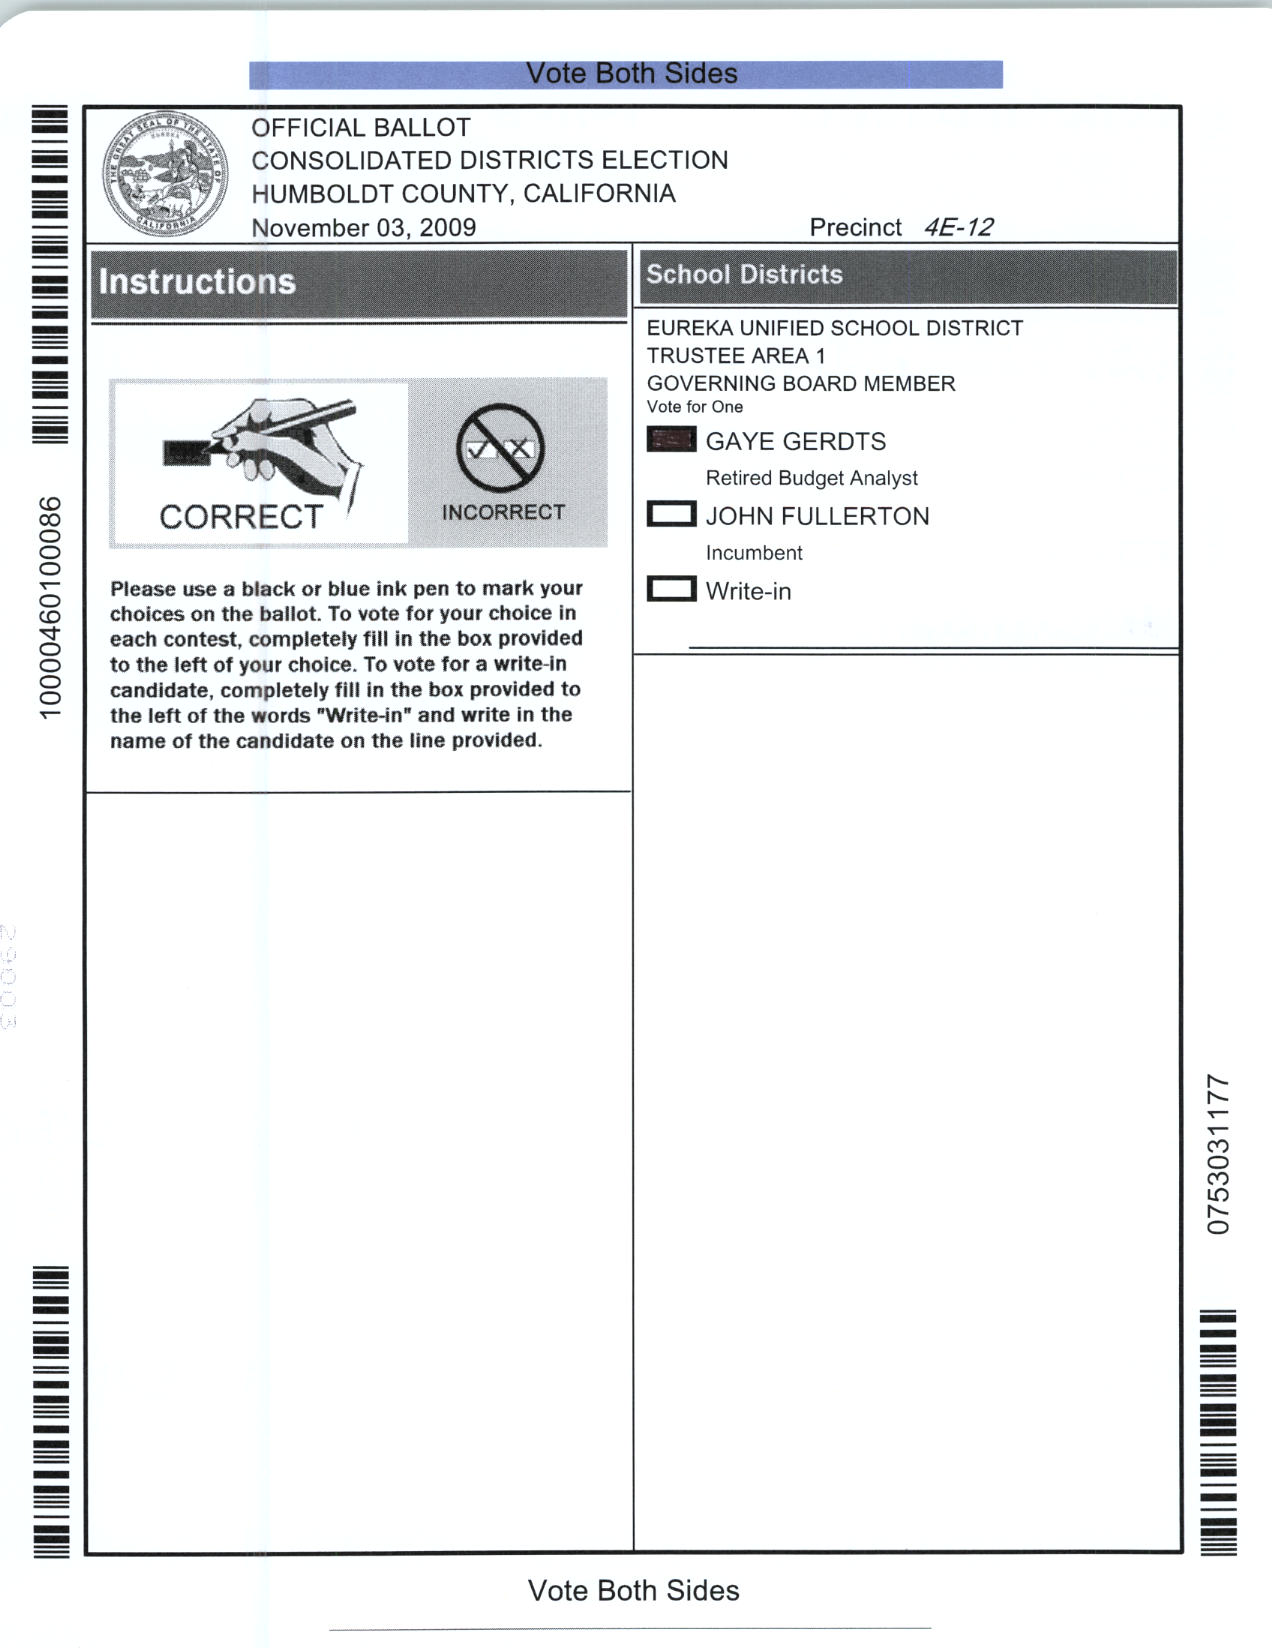 Vote Both Sides
OFFICIAL BALLOT
CONSOLIDATED DISTRICTS ELECTION
HUMBOLDT COUNTY, CALIFORNIA
November 03, 2009
Precinct 4E-12
THE GREAT SEAL OF THE STATE OF CALIFORNIA
EUREKA
Instructions
CORRECT
INCORRECT
Please use a black or blue ink pen to mark your
choices on the ballot. To vote for your choice in
each contest, completely fill in the box provided
to the left of your choice. To vote for a write-in
candidate, completely fill in the box provided to
the left of the words "Write-in" and write in the
name of the candidate on the line provided.
School Districts
EUREKA UNIFIED SCHOOL DISTRICT
TRUSTEE AREA 1
GOVERNING BOARD MEMBER
Vote for One
GAYE GERDTS
Retired Budget Analyst
JOHN FULLERTON
Incumbent
Write-in
10000460100086
0753031177
Vote Both Sides